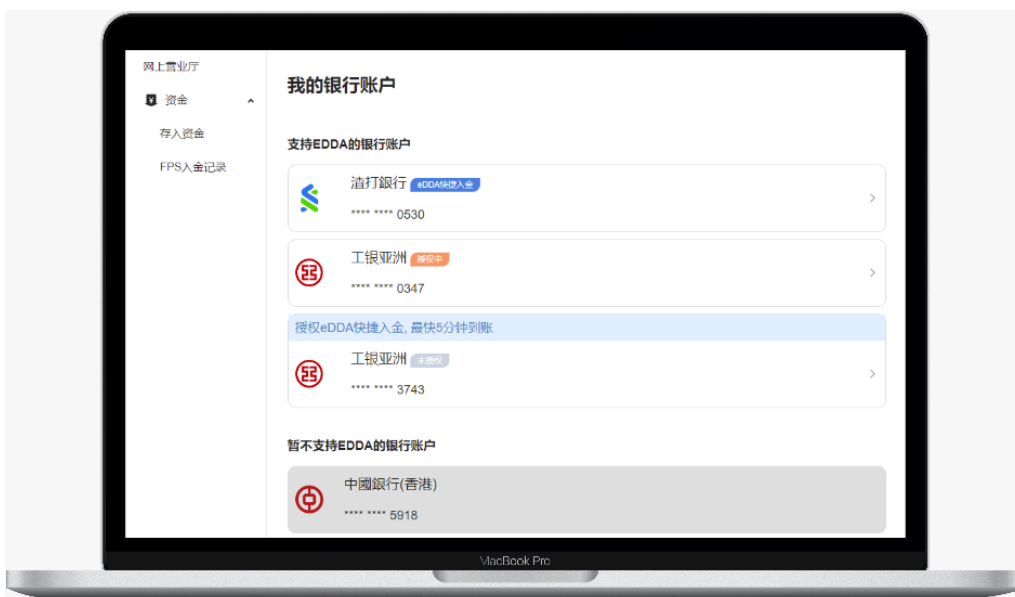 网上营业厅
资金
存入资金
FPS入金记录
我的银行账户
支持EDDA的银行账户
渣打銀行 eDDA快捷入金
**** **** 0530
工银亚洲 授权中
**** **** 0347
授权eDDA快捷入金, 最快5分钟到账
工银亚洲 未授权
**** **** 3743
暂不支持EDDA的银行账户
中國銀行(香港)
**** **** 5918
MacBook Pro